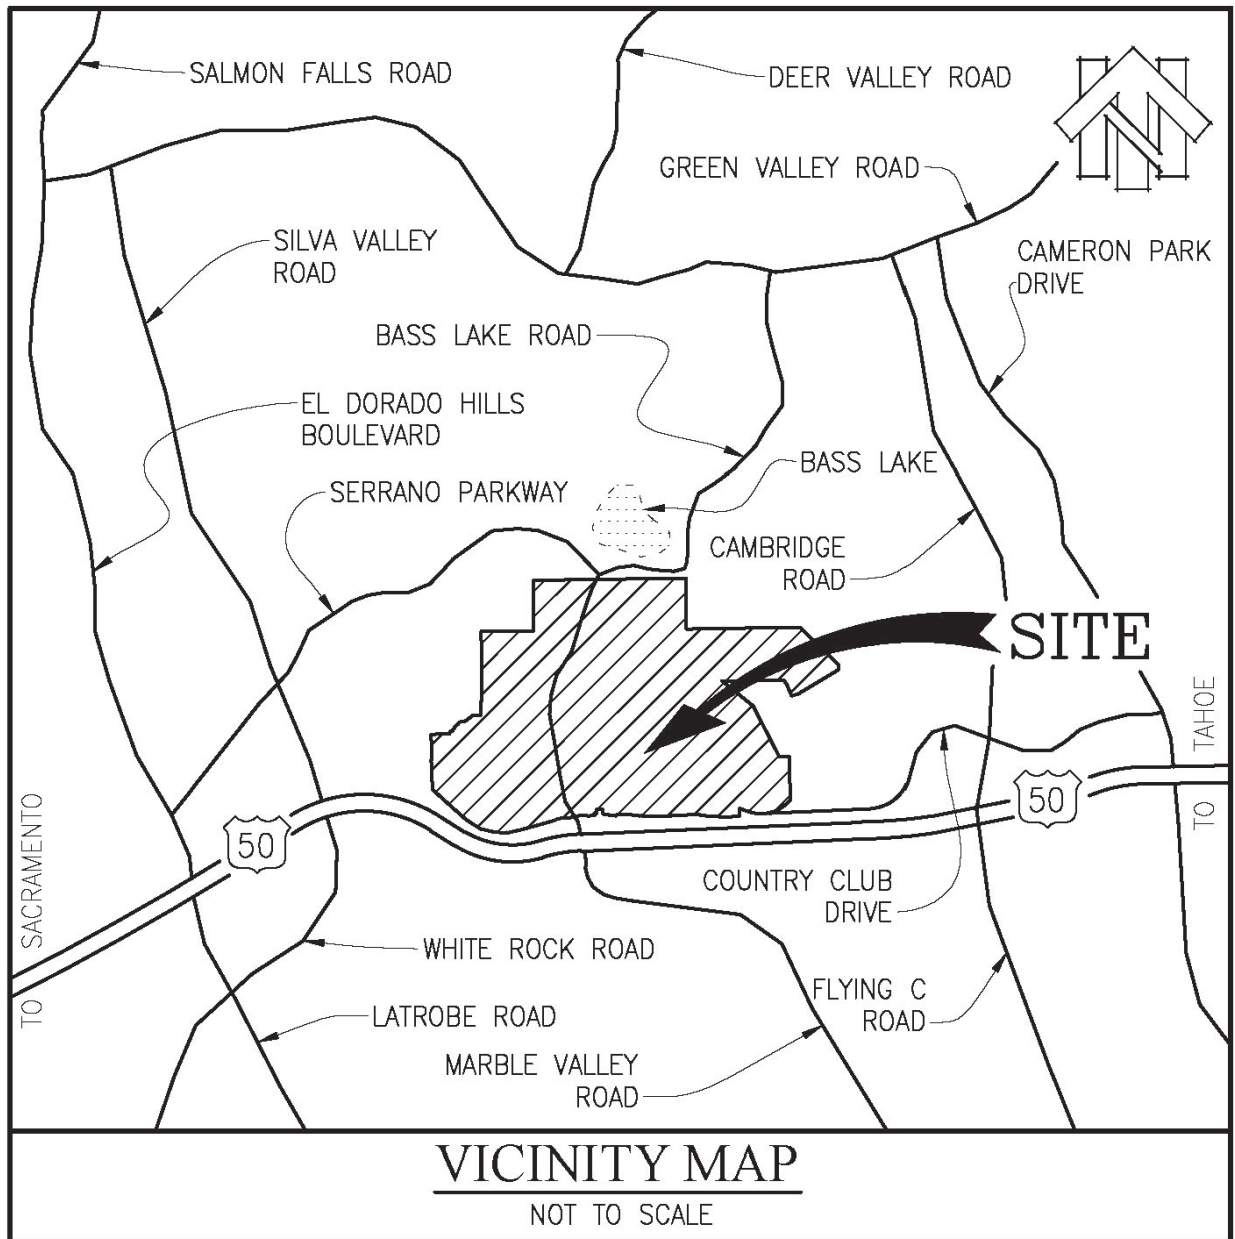 SALMON FALLS ROAD
DEER VALLEY ROAD
N
GREEN VALLEY ROAD
SILVA VALLEY
ROAD
CAMERON PARK
DRIVE
BASS LAKE ROAD
EL DORADO HILLS
BOULEVARD
BASS LAKE
SERRANO PARKWAY
CAMBRIDGE
ROAD
SITE
TO TAHOE
50
50
TO SACRAMENTO
COUNTRY CLUB
DRIVE
WHITE ROCK ROAD
FLYING C
ROAD
LATROBE ROAD
MARBLE VALLEY
ROAD
VICINITY MAP
NOT TO SCALE